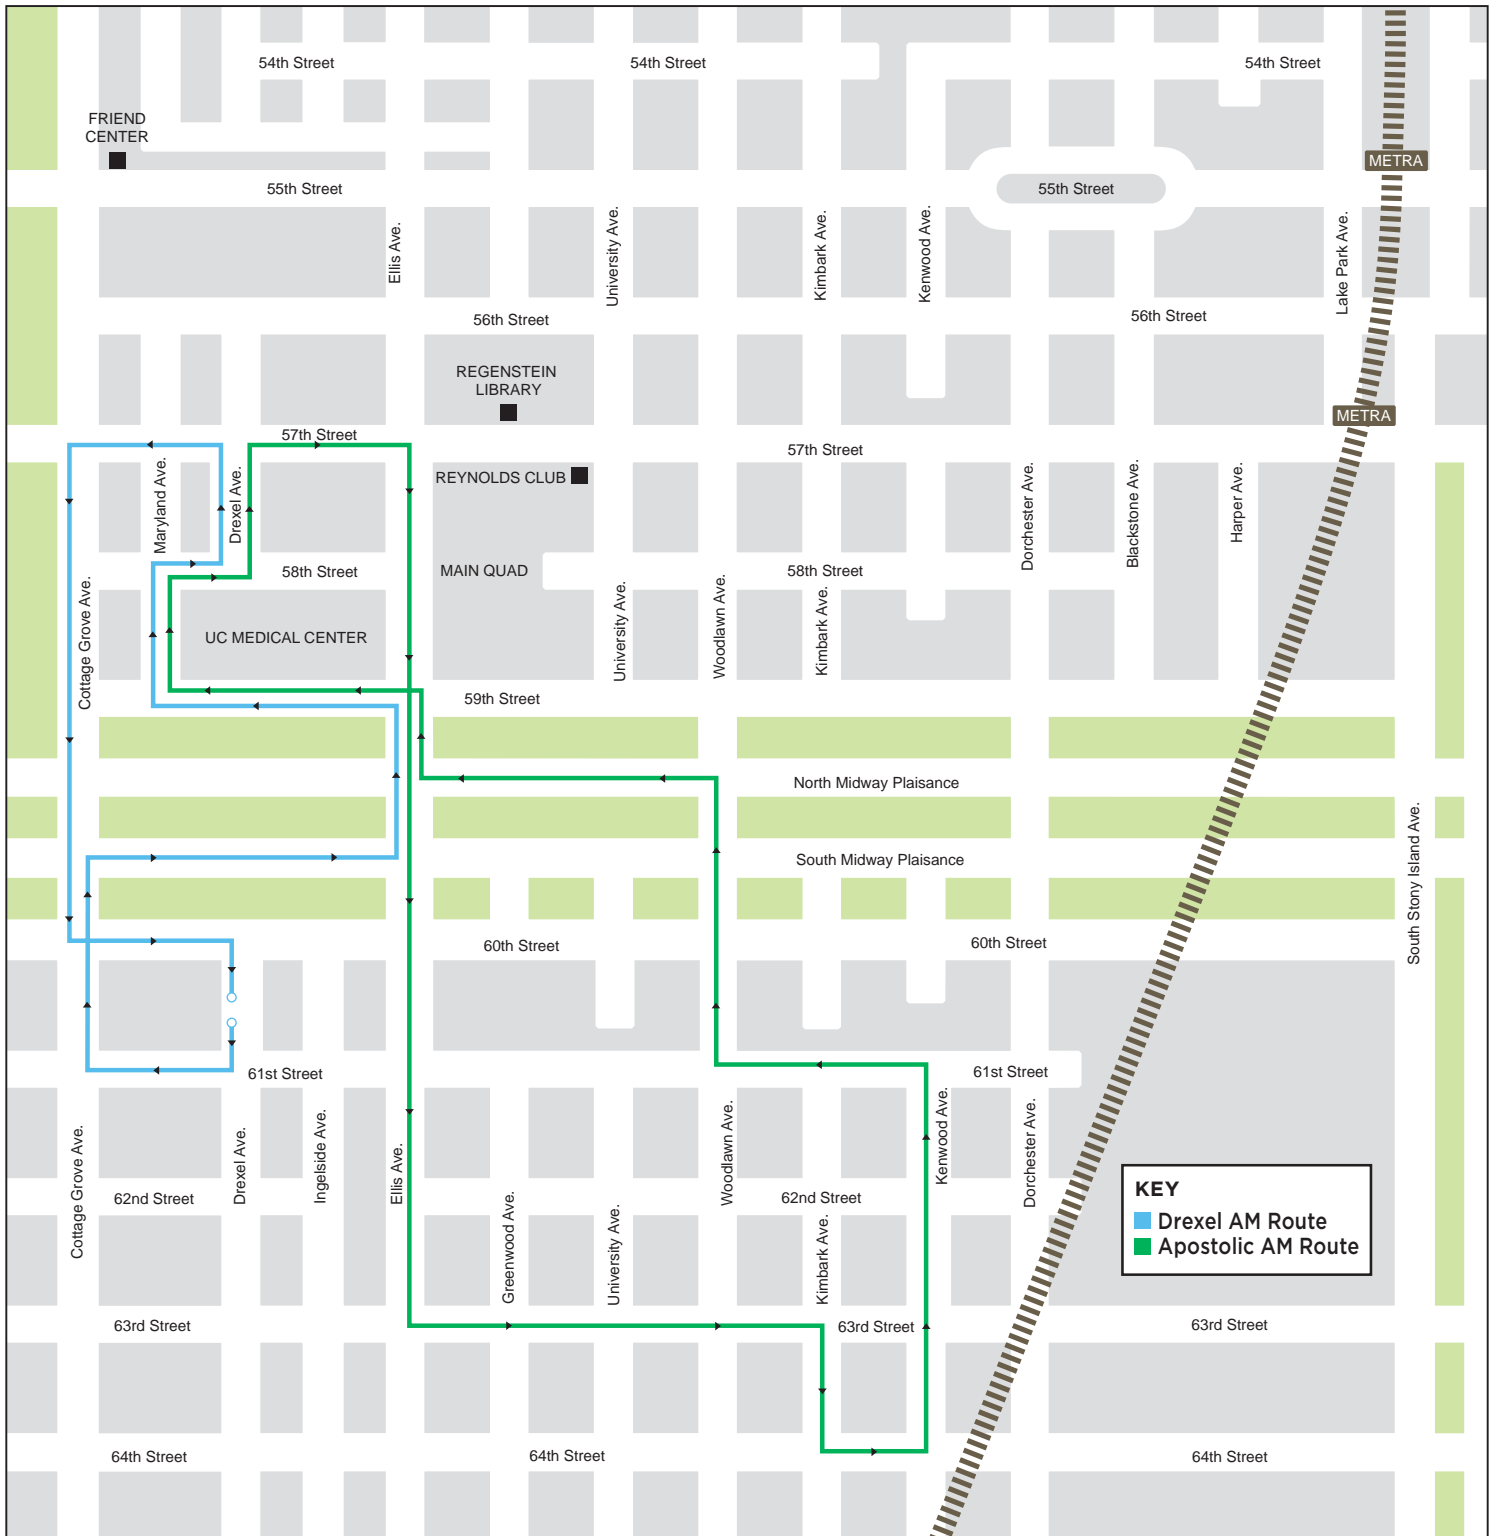 54th Street
54th Street
54th Street
FRIEND
CENTER
METRA
55th Street
55th Street
Ellis Ave.
University Ave.
Kimbark Ave.
Kenwood Ave.
Lake Park Ave.
56th Street
56th Street
REGENSTEIN
LIBRARY
METRA
57th Street
57th Street
REYNOLDS CLUB
Maryland Ave.
Drexel Ave.
Dorchester Ave.
Blackstone Ave.
Harper Ave.
58th Street
MAIN QUAD
58th Street
Cottage Grove Ave.
UC MEDICAL CENTER
University Ave.
Woodlawn Ave.
Kimbark Ave.
59th Street
North Midway Plaisance
South Midway Plaisance
South Stony Island Ave.
60th Street
60th Street
61st Street
61st Street
Cottage Grove Ave.
Drexel Ave.
Ingelside Ave.
Ellis Ave.
Woodlawn Ave.
Kenwood Ave.
Dorchester Ave.
62nd Street
62nd Street
Greenwood Ave.
University Ave.
Kimbark Ave.
KEY
Drexel AM Route
Apostolic AM Route
63rd Street
63rd Street
63rd Street
64th Street
64th Street
64th Street